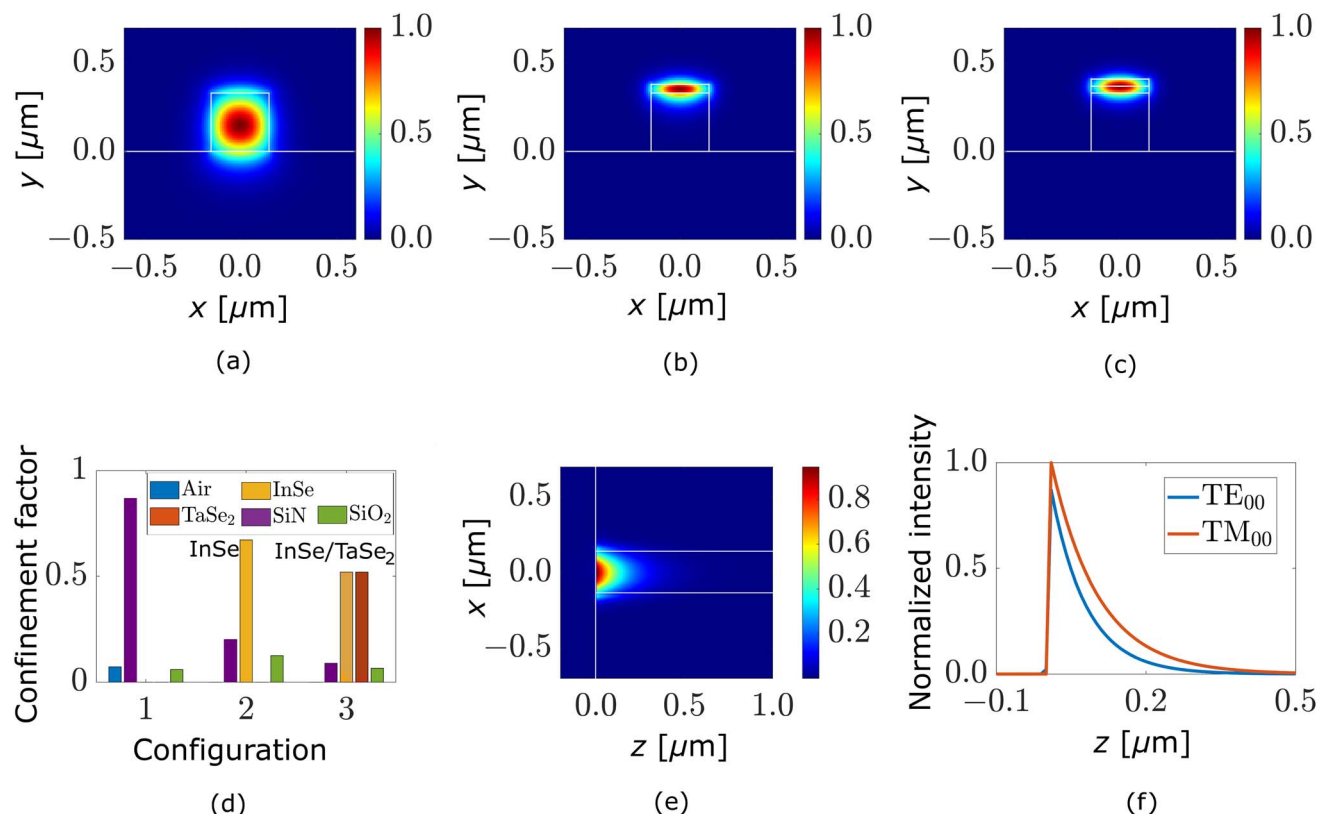 0.5
0.0
−0.5
y [μm]
−0.5 0.0 0.5
x [μm]
1.0
0.5
0.0
(a)
0.5
0.0
−0.5
y [μm]
−0.5 0.0 0.5
x [μm]
1.0
0.5
0.0
(b)
0.5
0.0
−0.5
y [μm]
−0.5 0.0 0.5
x [μm]
1.0
0.5
0.0
(c)
Confinement factor
1
0.5
0
Air InSe
TaSe₂ SiN SiO₂
InSe InSe/TaSe₂
1 2 3
Configuration
(d)
x [μm]
0.5
0.0
−0.5
0.0 0.5 1.0
z [μm]
0.8
0.6
0.4
0.2
(e)
Normalized intensity
1.0
0.5
0.0
TE₀₀
TM₀₀
−0.1 0.2 0.5
z [μm]
(f)